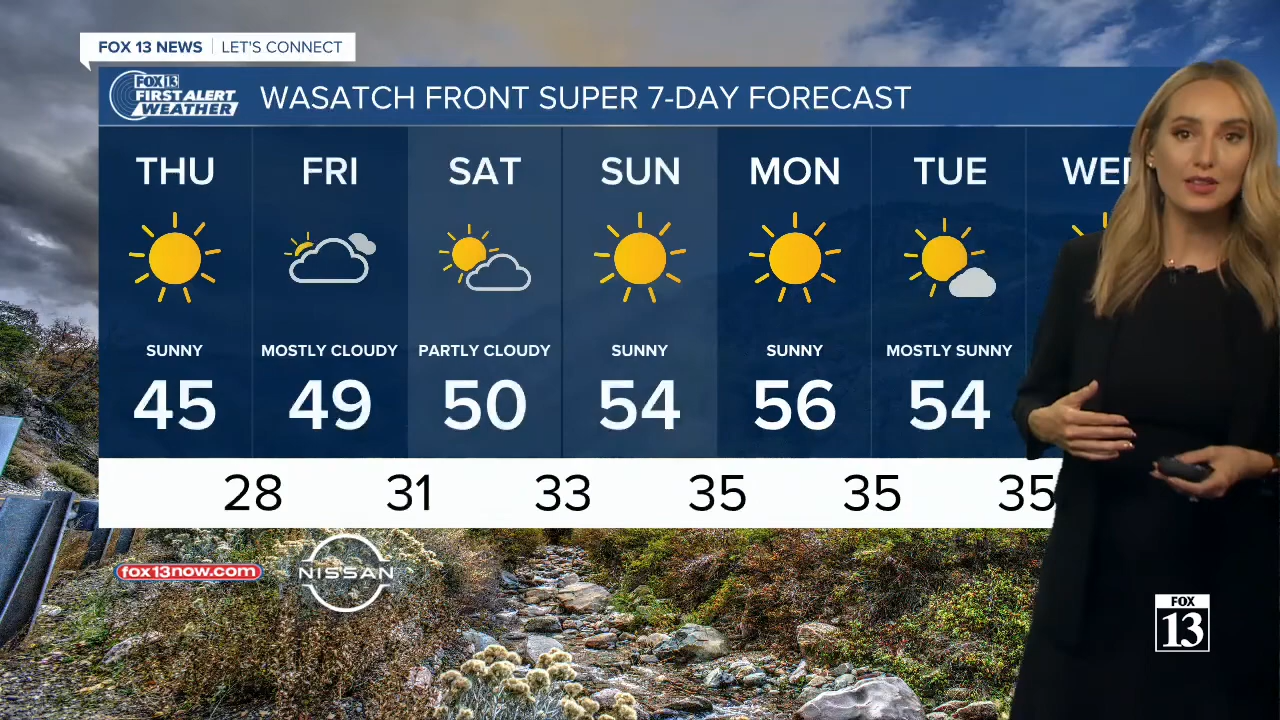 FOX 13 NEWS | LET'S CONNECT
FOX 13
FIRST ALERT
WEATHER
WASATCH FRONT SUPER 7-DAY FORECAST
THU FRI SAT SUN MON TUE WED
SUNNY MOSTLY CLOUDY PARTLY CLOUDY SUNNY SUNNY MOSTLY SUNNY
45 49 50 54 56 54
28 31 33 35 35 35
fox13now.com
NISSAN
FOX
13